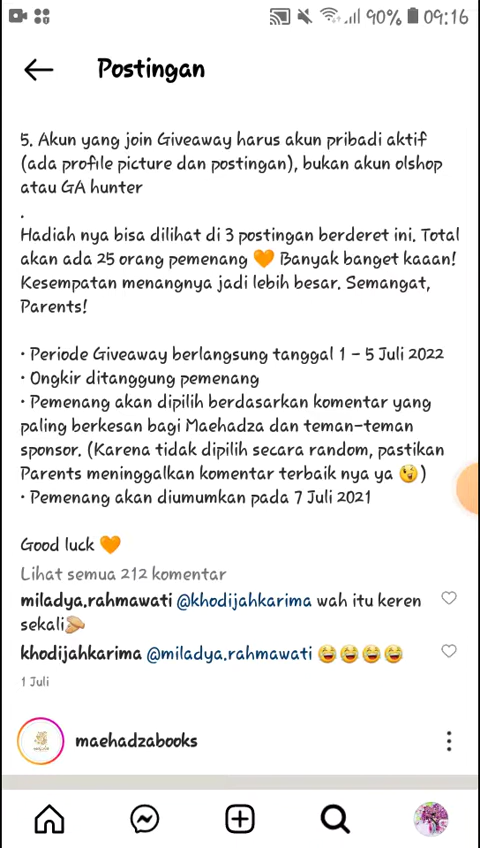 90% 09:16
Postingan
5. Akun yang join Giveaway harus akun pribadi aktif
(ada profile picture dan postingan), bukan akun olshop
atau GA hunter
.
Hadiah nya bisa dilihat di 3 postingan berderet ini. Total
akan ada 25 orang pemenang 🧡 Banyak banget kaaan!
Kesempatan menangnya jadi lebih besar. Semangat,
Parents!
• Periode Giveaway berlangsung tanggal 1 - 5 Juli 2022
• Ongkir ditanggung pemenang
• Pemenang akan dipilih berdasarkan komentar yang
paling berkesan bagi Maehadza dan teman-teman
sponsor. (Karena tidak dipilih secara random, pastikan
Parents meninggalkan komentar terbaik nya ya 😉)
• Pemenang akan diumumkan pada 7 Juli 2021
Good luck 🧡
Lihat semua 212 komentar
miladya.rahmawati @khodijahkarima wah itu keren
sekali👏
khodijahkarima @miladya.rahmawati 😂😂😂😂
1 Juli
maehadzabooks